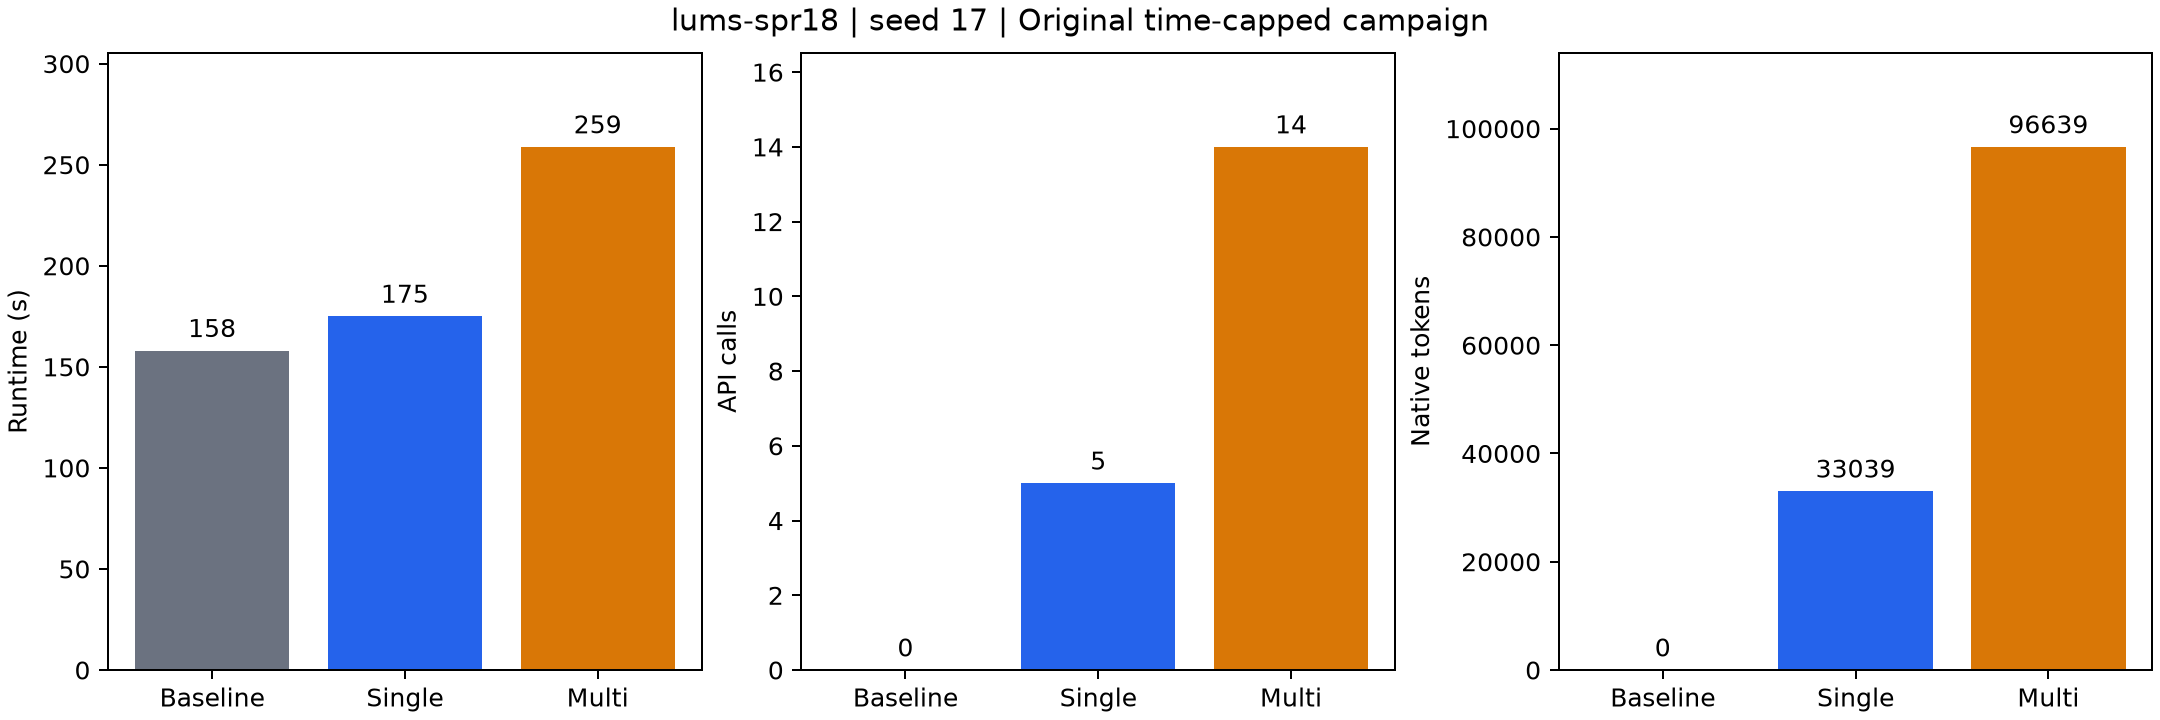 lums-spr18 | seed 17 | Original time-capped campaign
Runtime (s)
300
250
200
150
100
50
0
158
175
259
Baseline
Single
Multi
API calls
16
14
12
10
8
6
4
2
0
0
5
14
Baseline
Single
Multi
Native tokens
100000
80000
60000
40000
20000
0
0
33039
96639
Baseline
Single
Multi